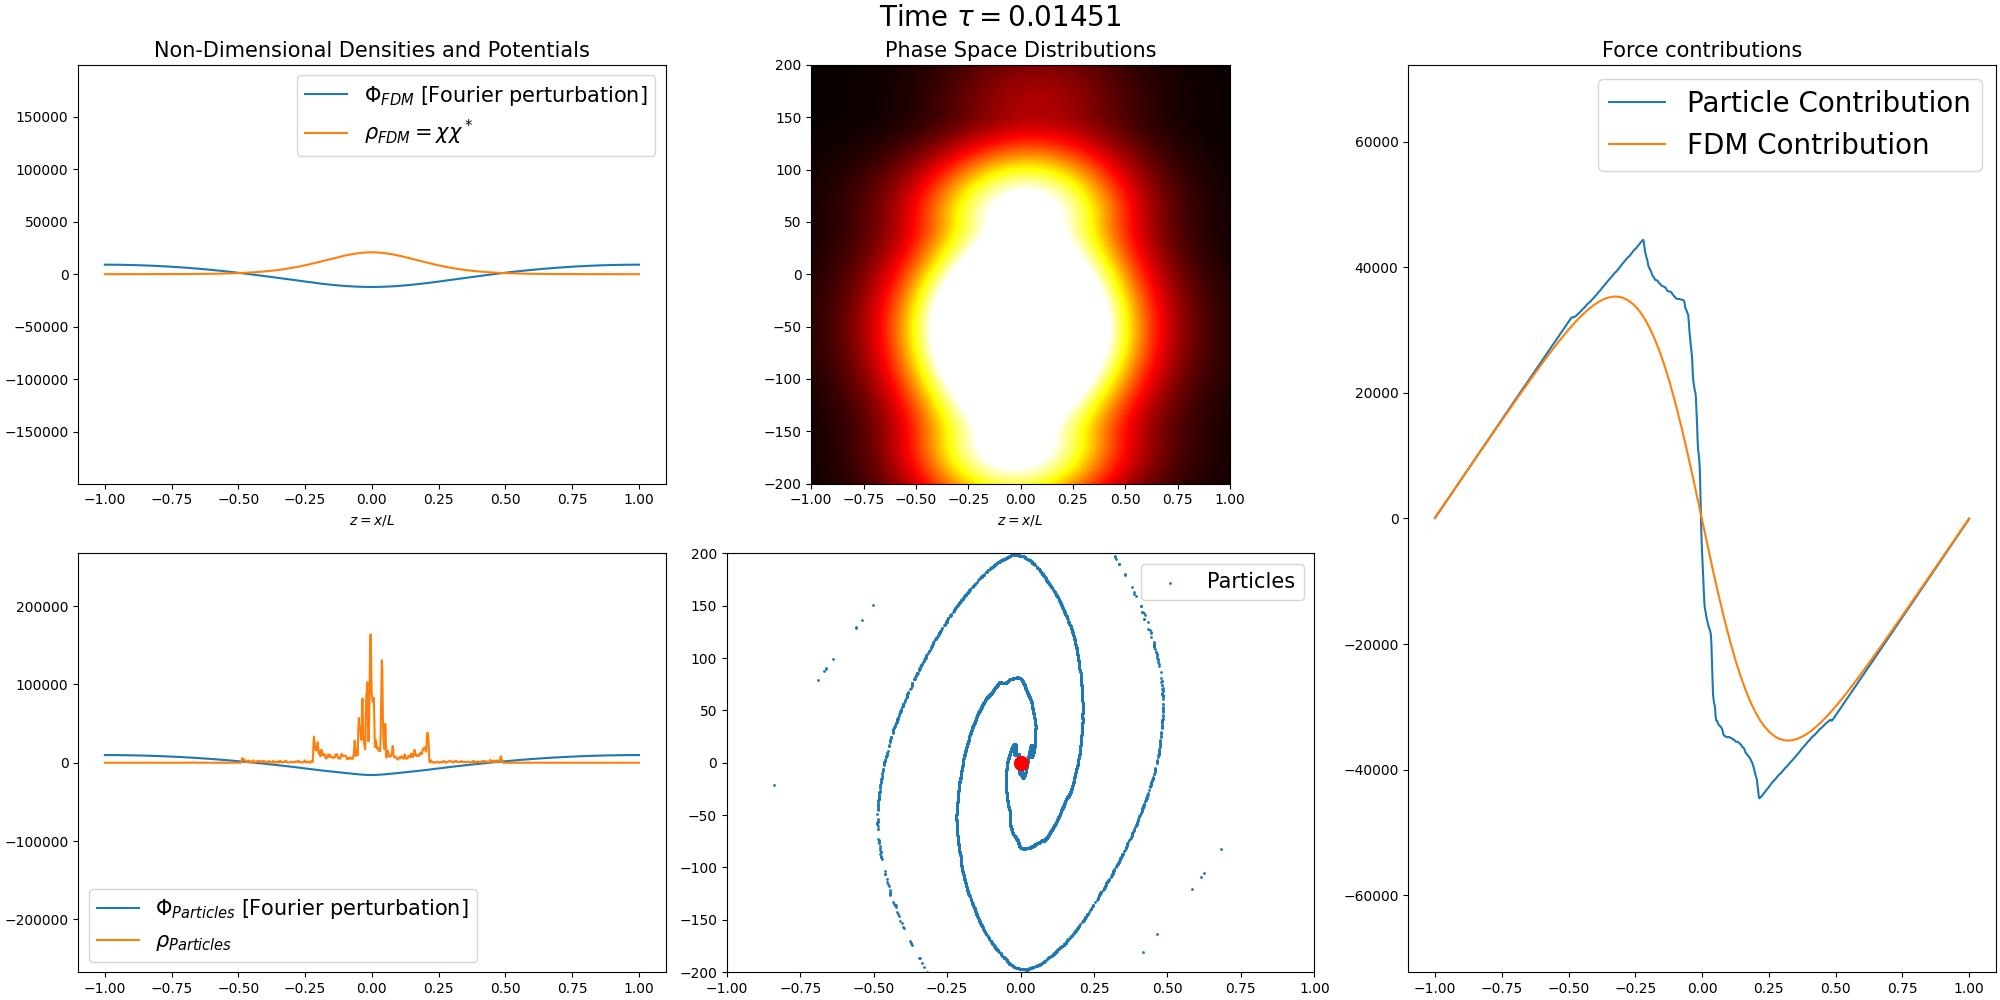 Time τ = 0.01451
Non-Dimensional Densities and Potentials
Φ_FDM [Fourier perturbation]
ρ_FDM = χχ*
150000
100000
50000
0
−50000
−100000
−150000
−1.00 −0.75 −0.50 −0.25 0.00 0.25 0.50 0.75 1.00
z = x/L
Phase Space Distributions
200
150
100
50
0
−50
−100
−150
−200
−1.00 −0.75 −0.50 −0.25 0.00 0.25 0.50 0.75 1.00
z = x/L
Force contributions
Particle Contribution
FDM Contribution
60000
40000
20000
0
−20000
−40000
−60000
−1.00 −0.75 −0.50 −0.25 0.00 0.25 0.50 0.75 1.00
200000
100000
0
−100000
−200000
Φ_Particles [Fourier perturbation]
ρ_Particles
−1.00 −0.75 −0.50 −0.25 0.00 0.25 0.50 0.75 1.00
Particles
200
150
100
50
0
−50
−100
−150
−200
−1.00 −0.75 −0.50 −0.25 0.00 0.25 0.50 0.75 1.00